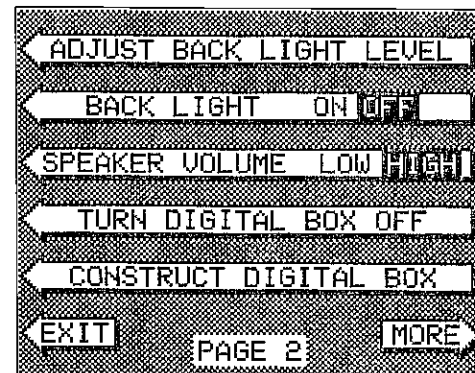 ADJUST BACK LIGHT LEVEL
BACK LIGHT ON OFF
SPEAKER VOLUME LOW HIGH
TURN DIGITAL BOX OFF
CONSTRUCT DIGITAL BOX
EXIT PAGE 2 MORE